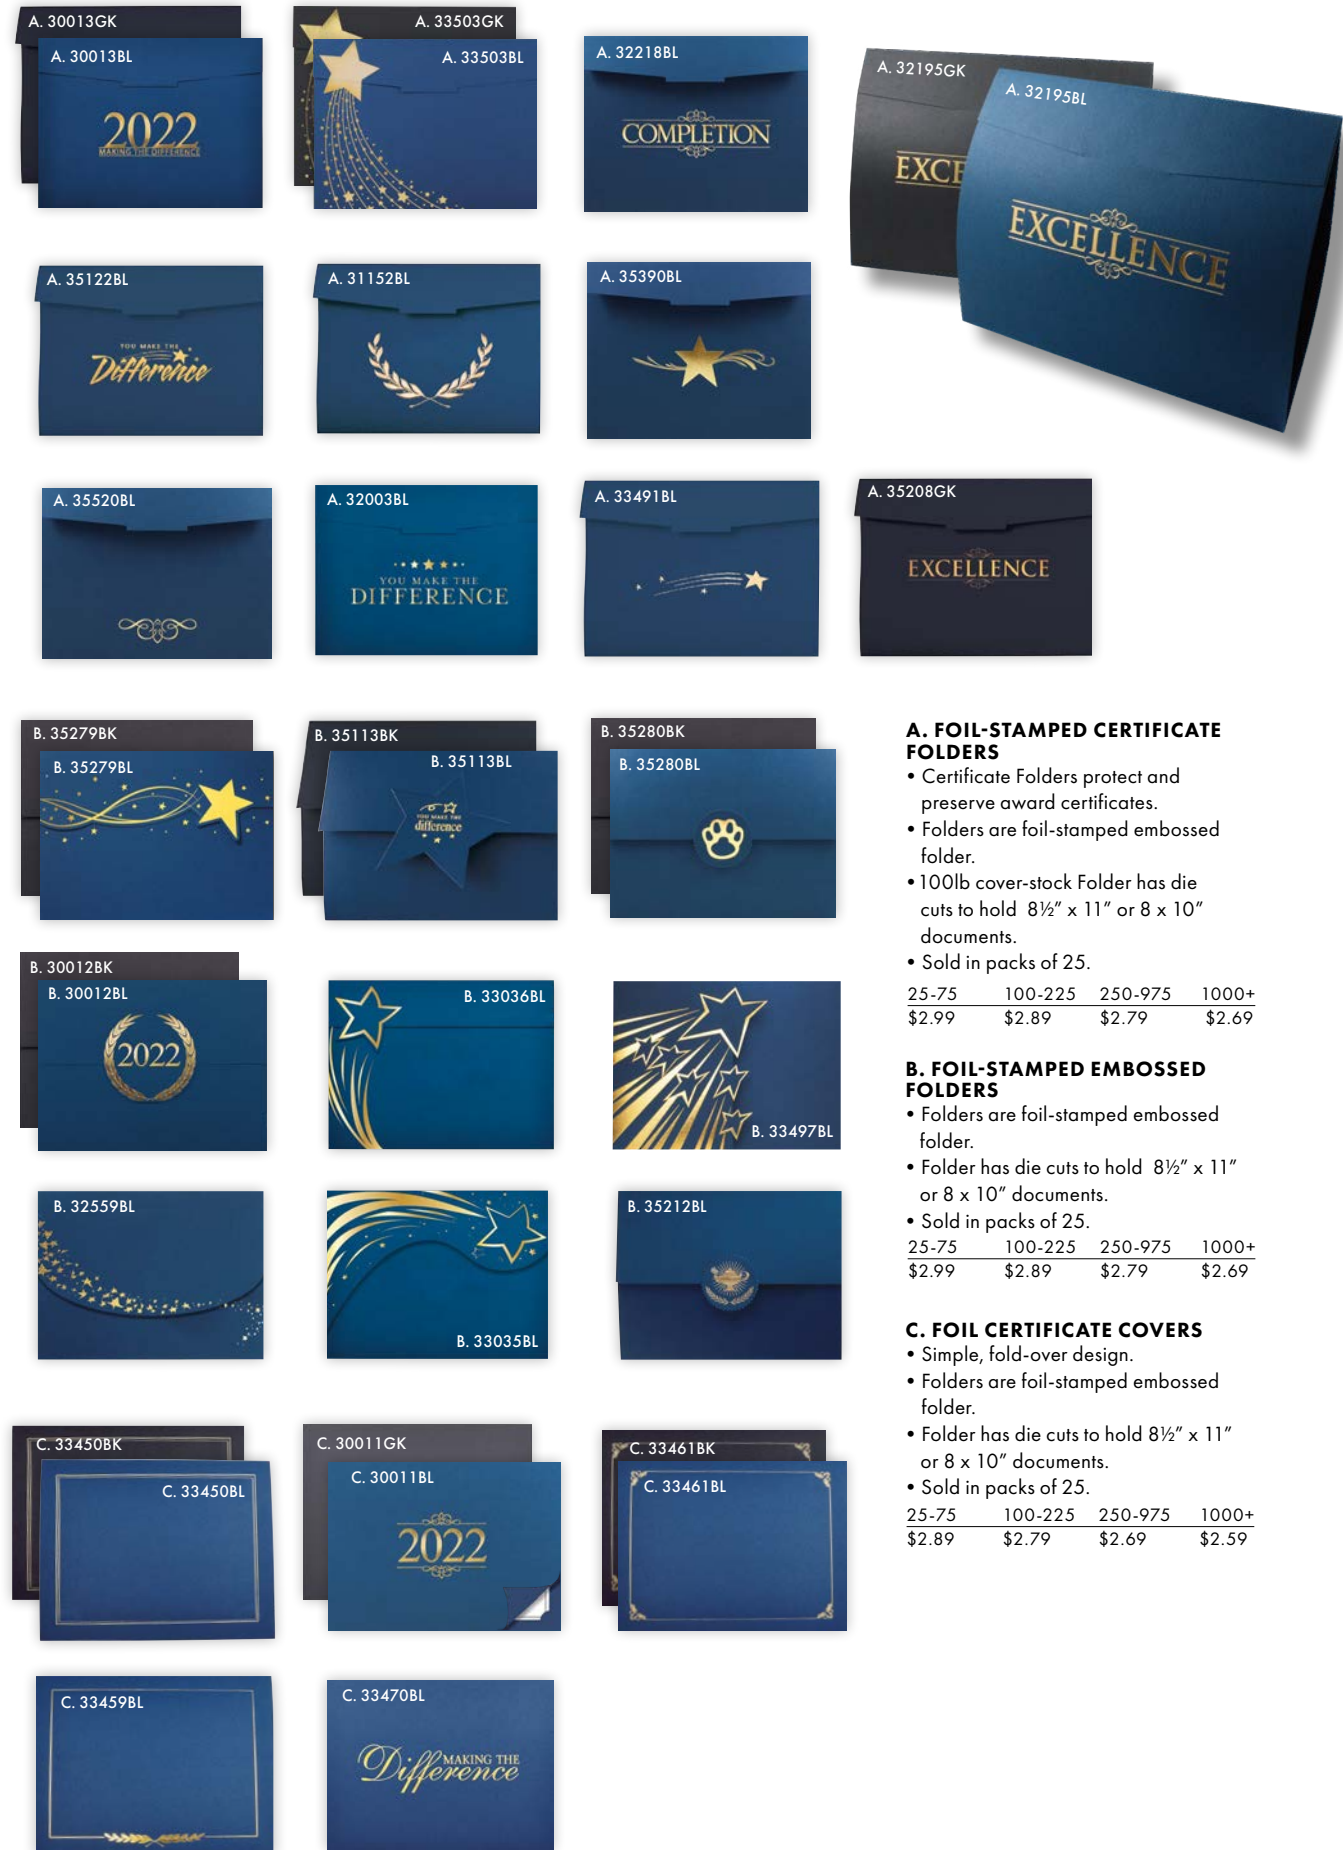 A. 30013GK
A. 30013BL
2022
MAKING THE DIFFERENCE
A. 33503GK
A. 33503BL
A. 32218BL
COMPLETION
A. 32195GK
EXCE
A. 32195BL
EXCELLENCE
A. 35122BL
YOU MAKE THE
Difference
A. 31152BL
A. 35390BL
A. 35520BL
A. 32003BL
YOU MAKE THE
DIFFERENCE
A. 33491BL
A. 35208GK
EXCELLENCE
B. 35279BK
B. 35279BL
B. 35113BK
B. 35113BL
YOU MAKE THE
difference
B. 35280BK
B. 35280BL
B. 30012BK
B. 30012BL
2022
B. 33036BL
B. 33497BL
B. 32559BL
B. 33035BL
B. 35212BL
C. 33450BK
C. 33450BL
C. 30011GK
C. 30011BL
2022
C. 33461BK
C. 33461BL
C. 33459BL
C. 33470BL
MAKING THE
Difference
A. FOIL-STAMPED CERTIFICATE
FOLDERS
• Certificate Folders protect and
preserve award certificates.
• Folders are foil-stamped embossed
folder.
•100lb cover-stock Folder has die
cuts to hold 8½” x 11” or 8 x 10”
documents.
• Sold in packs of 25.
25-75 100-225 250-975 1000+
$2.99 $2.89 $2.79 $2.69
B. FOIL-STAMPED EMBOSSED
FOLDERS
• Folders are foil-stamped embossed
folder.
• Folder has die cuts to hold 8½” x 11”
or 8 x 10” documents.
• Sold in packs of 25.
25-75 100-225 250-975 1000+
$2.99 $2.89 $2.79 $2.69
C. FOIL CERTIFICATE COVERS
• Simple, fold-over design.
• Folders are foil-stamped embossed
folder.
• Folder has die cuts to hold 8½” x 11”
or 8 x 10” documents.
• Sold in packs of 25.
25-75 100-225 250-975 1000+
$2.89 $2.79 $2.69 $2.59